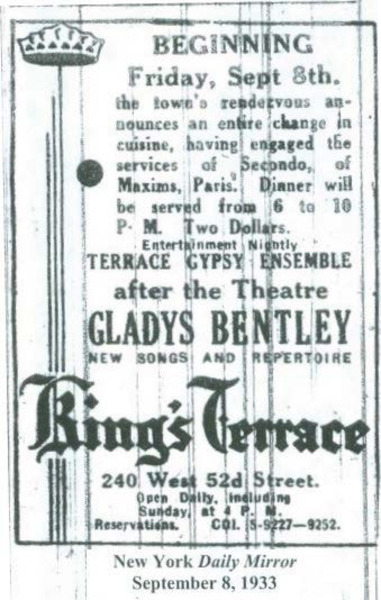 BEGINNING
Friday, Sept 8th.
the town's rendezvous an-
nounces an entire change in
cuisine, having engaged the
services of Secondo, of
Maxims, Paris. Dinner will
be served from 6 to 10
P. M. Two Dollars.
Entertainment Nightly
TERRACE GYPSY ENSEMBLE
after the Theatre
GLADYS BENTLEY
NEW SONGS AND REPERTOIRE
King's Terrace
240 West 52d Street.
Open Daily, including
Sunday, at 4 P. M.
Reservations. COl. 5-9227—9252.
New York Daily Mirror
September 8, 1933